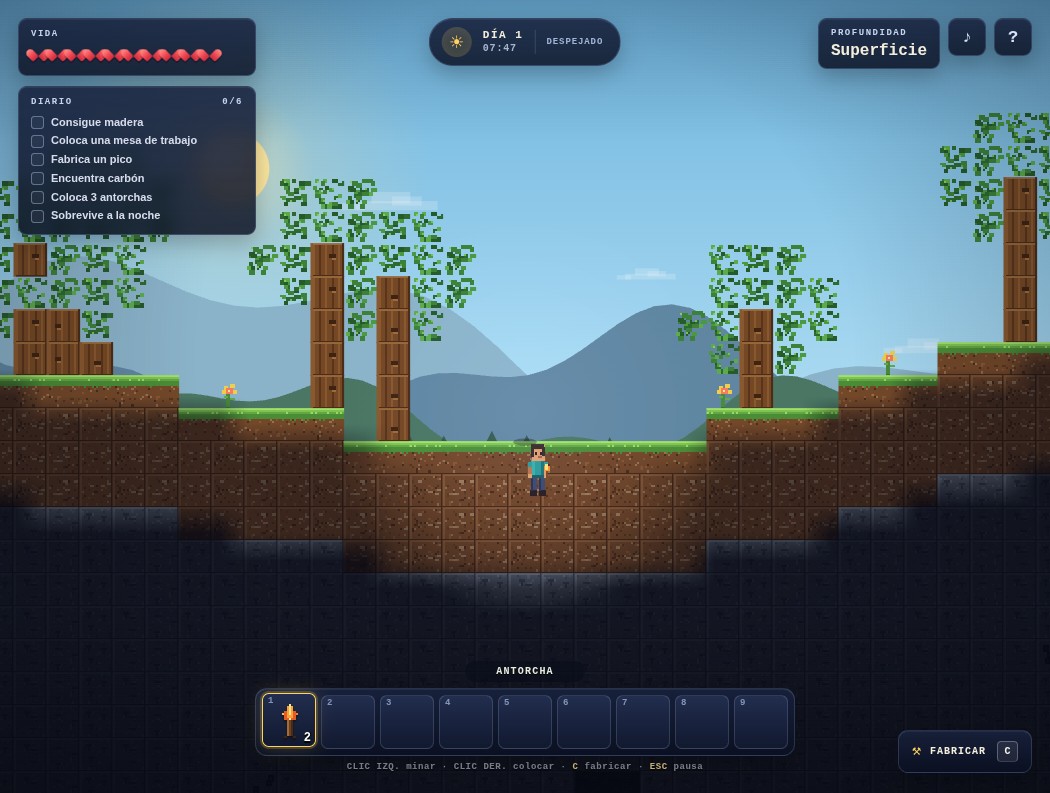 VIDA
DÍA 1
07:47
DESPEJADO
PROFUNDIDAD
Superficie
♪
?
DIARIO 0/6
Consigue madera
Coloca una mesa de trabajo
Fabrica un pico
Encuentra carbón
Coloca 3 antorchas
Sobrevive a la noche
ANTORCHA
1 2 3 4 5 6 7 8 9
2
CLIC IZQ. minar · CLIC DER. colocar · C fabricar · ESC pausa
FABRICAR C